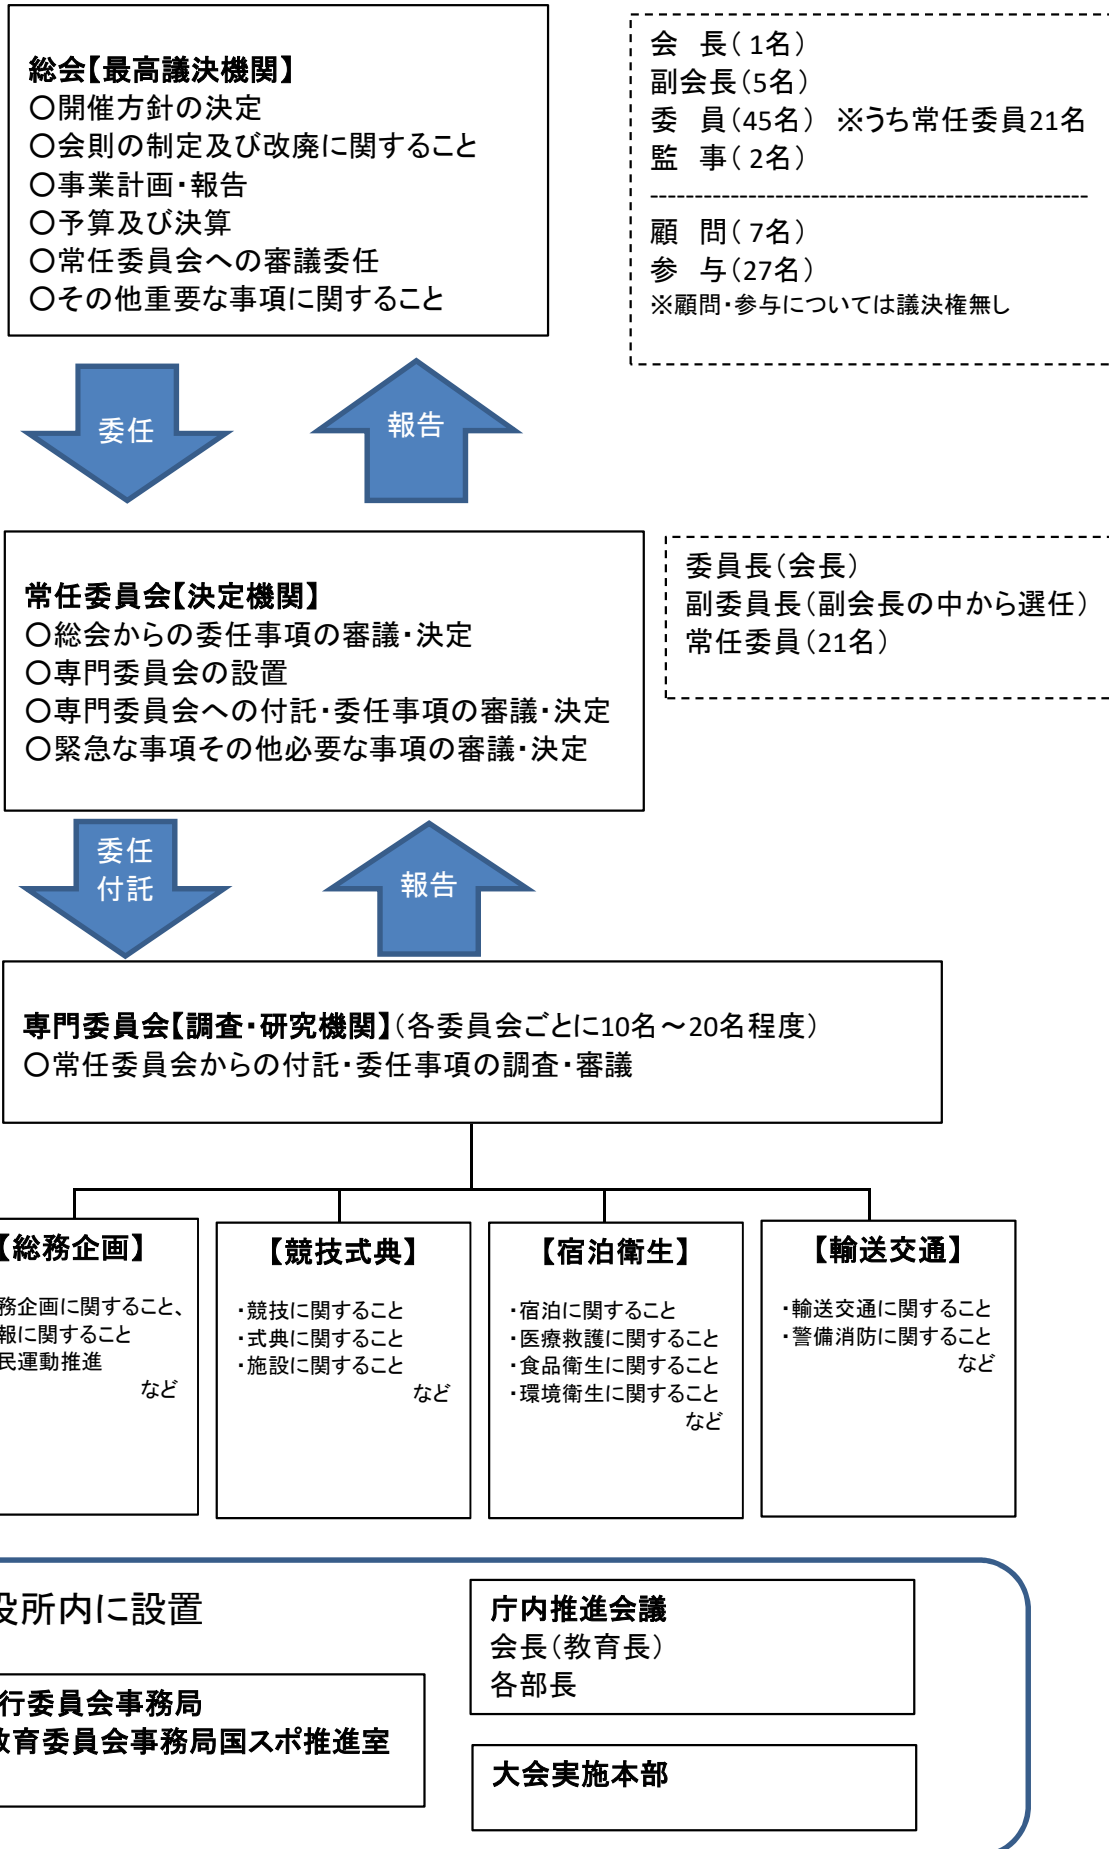 総会【最高議決機関】
〇開催方針の決定
〇会則の制定及び改廃に関すること
〇事業計画・報告
〇予算及び決算
〇常任委員会への審議委任
〇その他重要な事項に関すること
会　長（ 1名）
副会長（5名）
委　員（45名）　※うち常任委員21名
監　事（ 2名）
-------------------------------------------------
顧　問（ 7名）
参　与（27名）
※顧問・参与については議決権無し
委任
報告
常任委員会【決定機関】
〇総会からの委任事項の審議・決定
〇専門委員会の設置
〇専門委員会への付託・委任事項の審議・決定
〇緊急な事項その他必要な事項の審議・決定
委員長（会長）
副委員長（副会長の中から選任）
常任委員（21名）
委任
付託
報告
専門委員会【調査・研究機関】（各委員会ごとに10名～20名程度）
〇常任委員会からの付託・委任事項の調査・審議
【総務企画】
務企画に関すること、
報に関すること
民運動推進
など
【競技式典】
・競技に関すること
・式典に関すること
・施設に関すること
など
【宿泊衛生】
・宿泊に関すること
・医療救護に関すること
・食品衛生に関すること
・環境衛生に関すること
など
【輸送交通】
・輸送交通に関すること
・警備消防に関すること
など
役所内に設置
行委員会事務局
教育委員会事務局国スポ推進室
庁内推進会議
会長（教育長）
各部長
大会実施本部